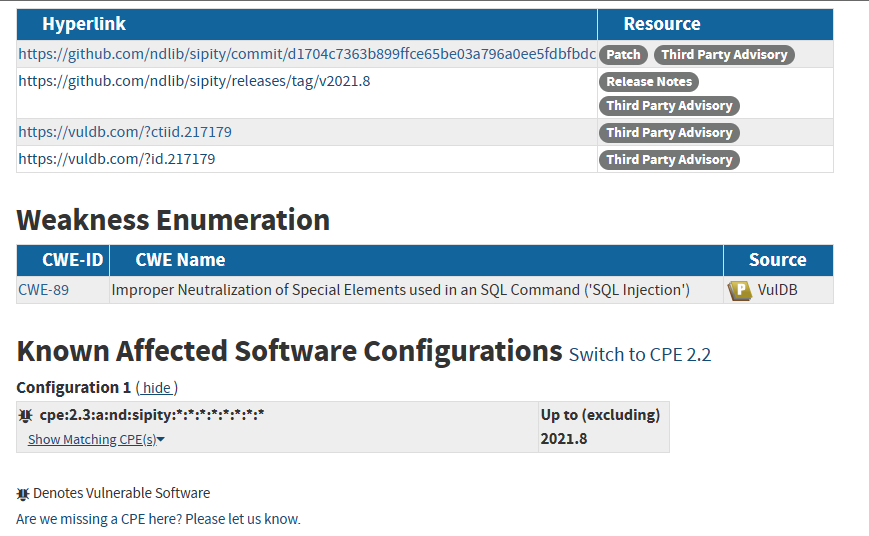 Hyperlink Resource
https://github.com/ndlib/sipity/commit/d1704c7363b899ffce65be03a796a0ee5fdbfbdc Patch Third Party Advisory
https://github.com/ndlib/sipity/releases/tag/v2021.8 Release Notes
Third Party Advisory
https://vuldb.com/?ctiid.217179 Third Party Advisory
https://vuldb.com/?id.217179 Third Party Advisory
Weakness Enumeration
CWE-ID CWE Name Source
CWE-89 Improper Neutralization of Special Elements used in an SQL Command ('SQL Injection') P VulDB
Known Affected Software Configurations Switch to CPE 2.2
Configuration 1 ( hide )
cpe:2.3:a:nd:sipity:*:*:*:*:*:*:*:* Up to (excluding)
Show Matching CPE(s) 2021.8
Denotes Vulnerable Software
Are we missing a CPE here? Please let us know.